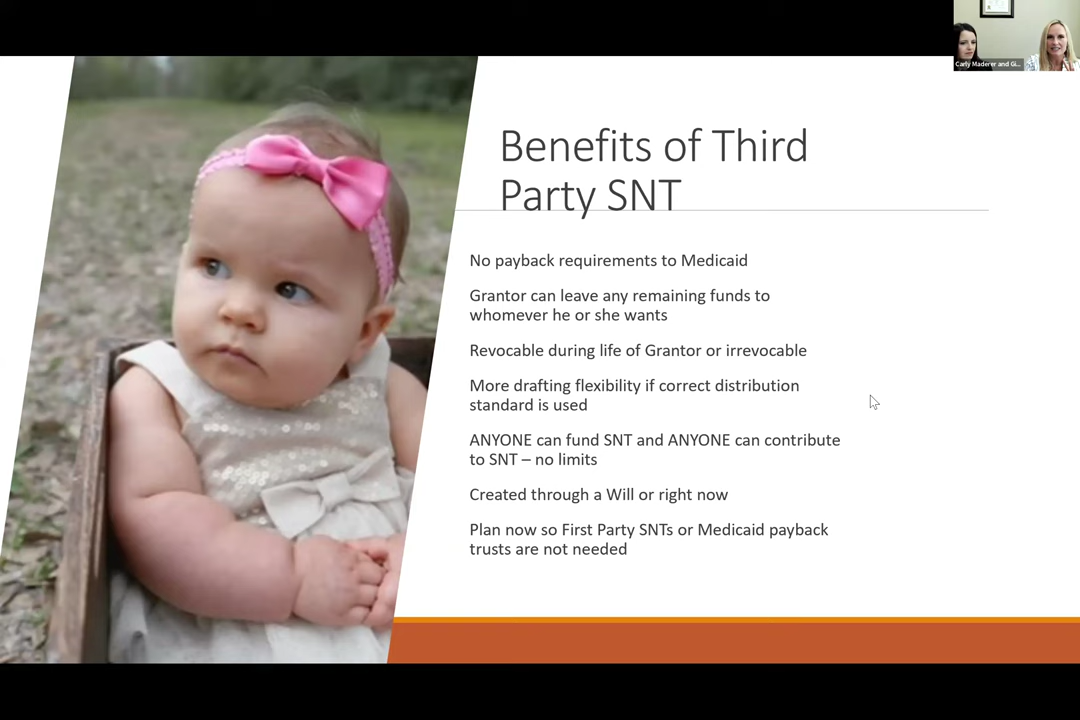 Carly Maderer and Gi...
Benefits of Third
Party SNT
No payback requirements to Medicaid
Grantor can leave any remaining funds to
whomever he or she wants
Revocable during life of Grantor or irrevocable
More drafting flexibility if correct distribution
standard is used
ANYONE can fund SNT and ANYONE can contribute
to SNT – no limits
Created through a Will or right now
Plan now so First Party SNTs or Medicaid payback
trusts are not needed